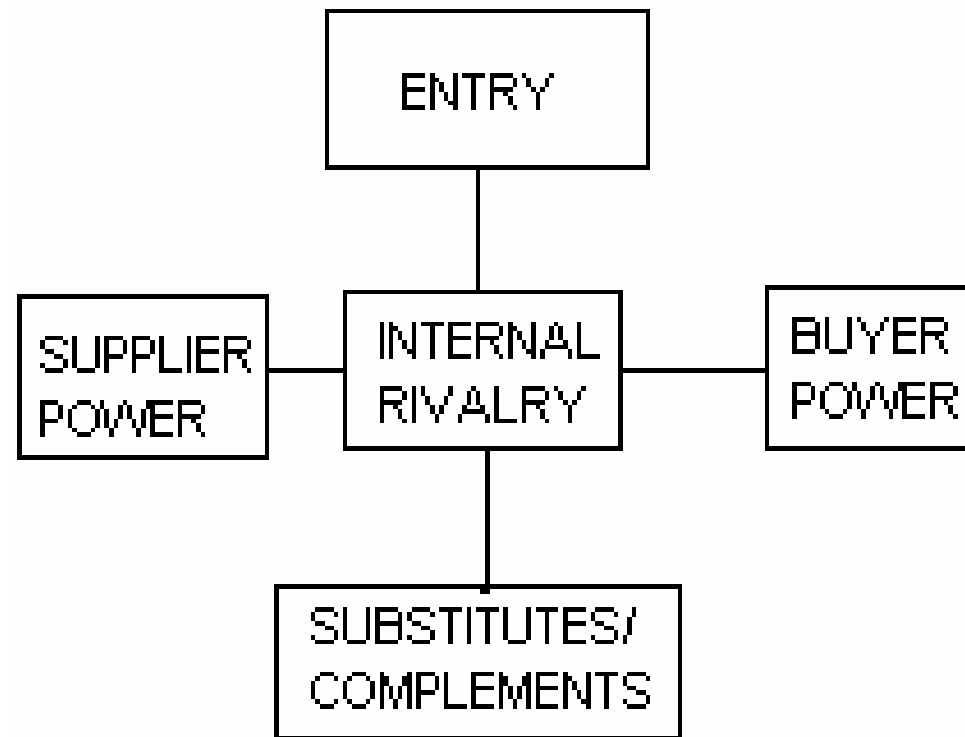 ENTRY
SUPPLIER
POWER
INTERNAL
RIVALRY
BUYER
POWER
SUBSTITUTES/
COMPLEMENTS